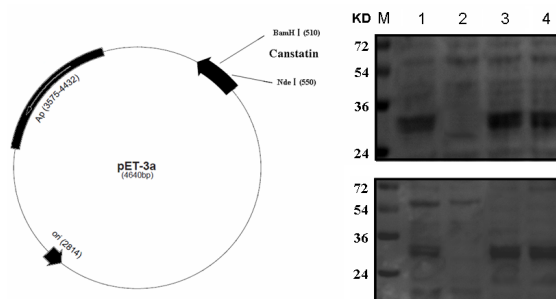 BamH I (510)
Canstatin
Nde I (550)
Ap (3575-4432)
pET-3a
(4640bp)
ori (2814)
KD M 1 2 3 4
72
54
36
24
72
54
36
24